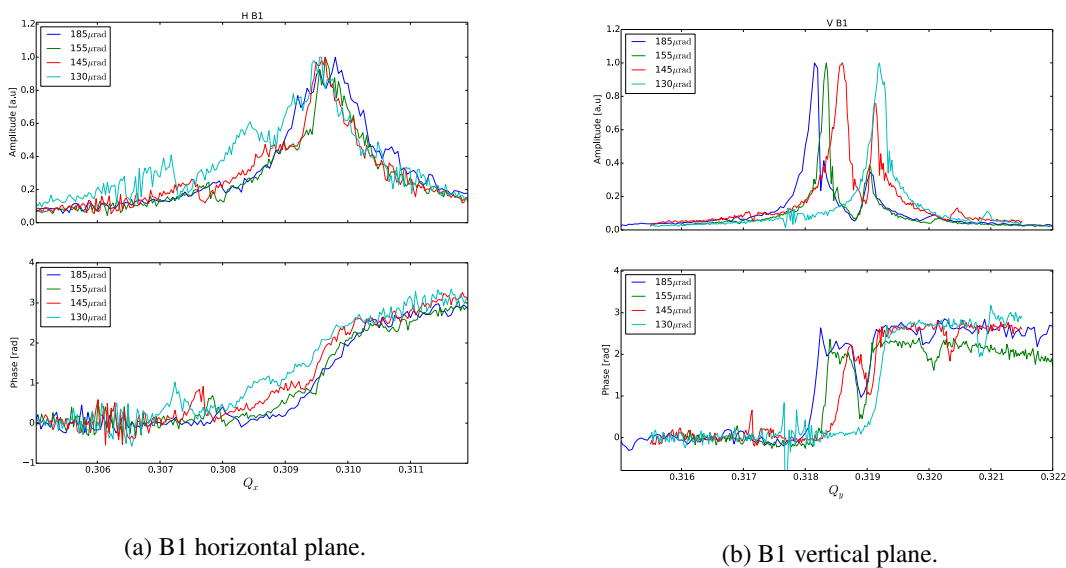 H B1
185μrad
155μrad
145μrad
130μrad
Amplitude [a,u]
1.2
1.0
0.8
0.6
0.4
0.2
0.0
185μrad
155μrad
145μrad
130μrad
Phase [rad]
4
3
2
1
0
−1
0.306
0.307
0.308
0.309
0.310
0.311
Qx
(a) B1 horizontal plane.
V B1
185μrad
155μrad
145μrad
130μrad
Amplitude [a,u]
1.2
1.0
0.8
0.6
0.4
0.2
0.0
185μrad
155μrad
145μrad
130μrad
Phase [rad]
4
3
2
1
0
0.316
0.317
0.318
0.319
0.320
0.321
0.322
Qy
(b) B1 vertical plane.